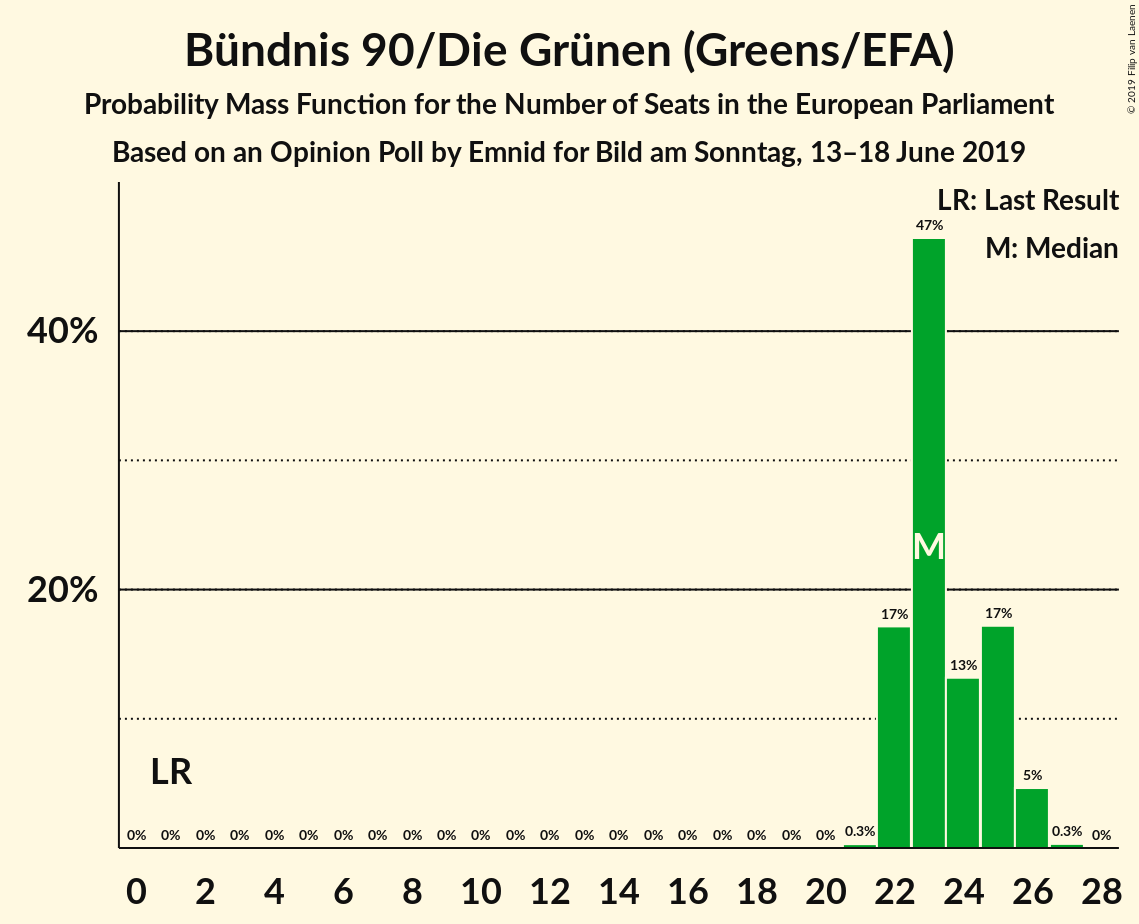 Bündnis 90/Die Grünen (Greens/EFA)
Probability Mass Function for the Number of Seats in the European Parliament
Based on an Opinion Poll by Emnid for Bild am Sonntag, 13–18 June 2019
© 2019 Filip van Laenen
LR: Last Result
M: Median
47%
40%
M
20%
17%
17%
13%
LR
5%
0% 0% 0% 0% 0% 0% 0% 0% 0% 0% 0% 0% 0% 0% 0% 0% 0% 0% 0% 0% 0% 0.3% 0.3% 0%
0 2 4 6 8 10 12 14 16 18 20 22 24 26 28